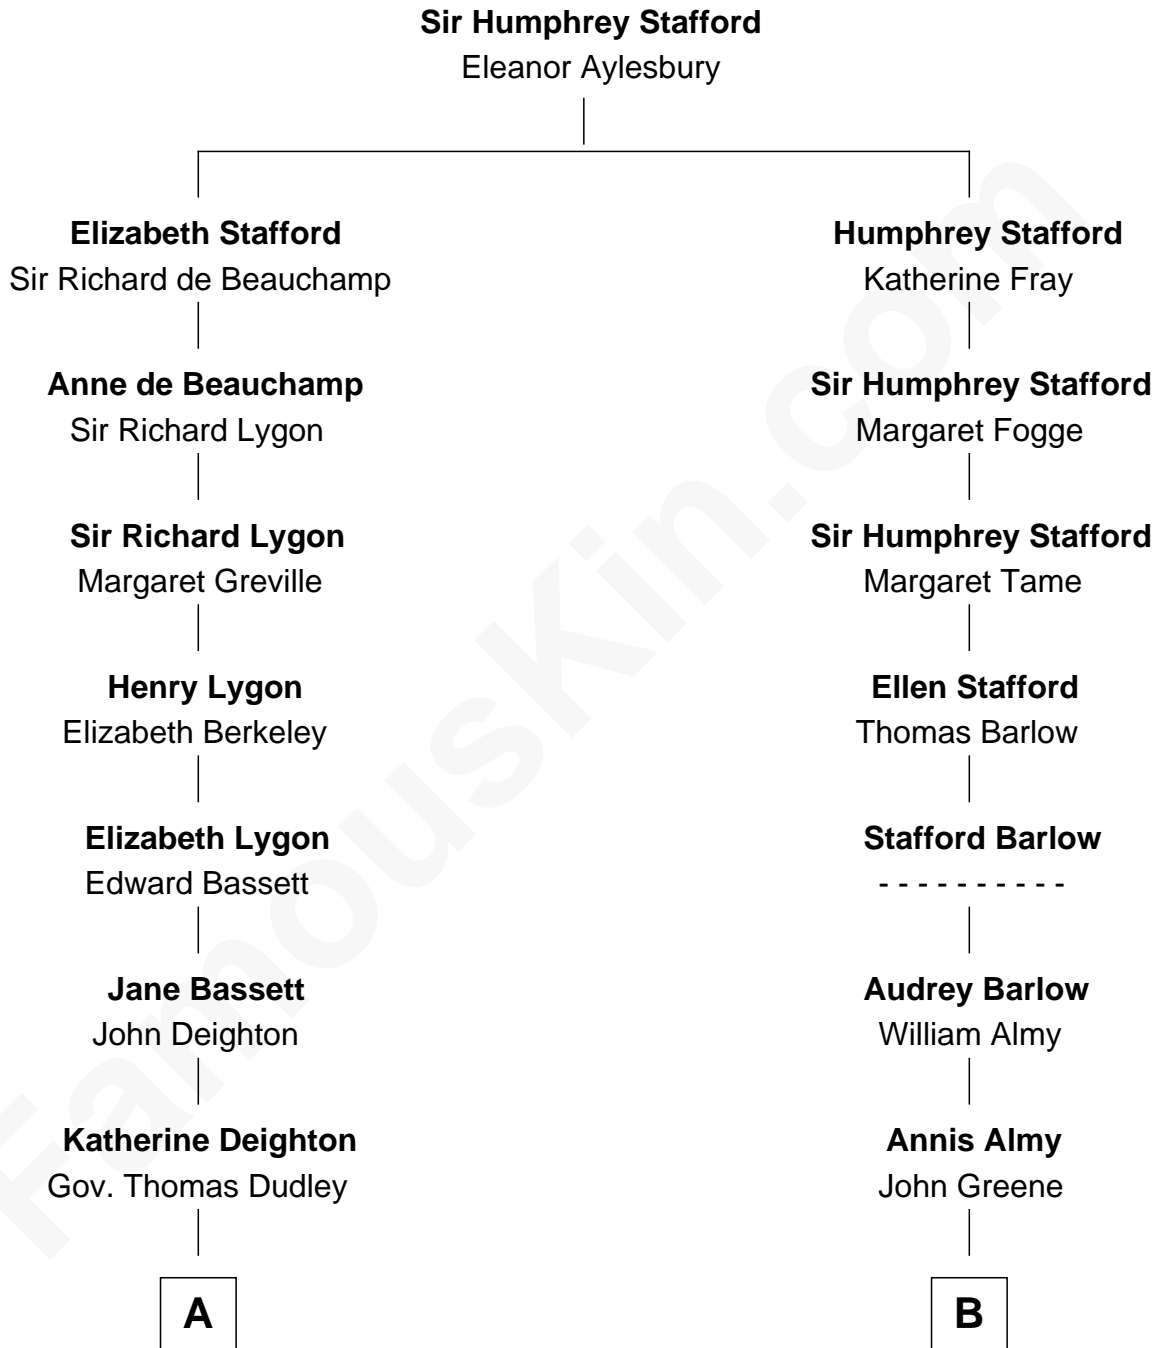 Sir Humphrey Stafford
Eleanor Aylesbury
Elizabeth Stafford
Sir Richard de Beauchamp
Humphrey Stafford
Katherine Fray
Anne de Beauchamp
Sir Richard Lygon
Sir Humphrey Stafford
Margaret Fogge
Sir Richard Lygon
Margaret Greville
Sir Humphrey Stafford
Margaret Tame
Henry Lygon
Elizabeth Berkeley
Ellen Stafford
Thomas Barlow
Elizabeth Lygon
Edward Bassett
Stafford Barlow
- - - - - - - - - -
Jane Bassett
John Deighton
Audrey Barlow
William Almy
Katherine Deighton
Gov. Thomas Dudley
Annis Almy
John Greene
A
B
FamousKin.com